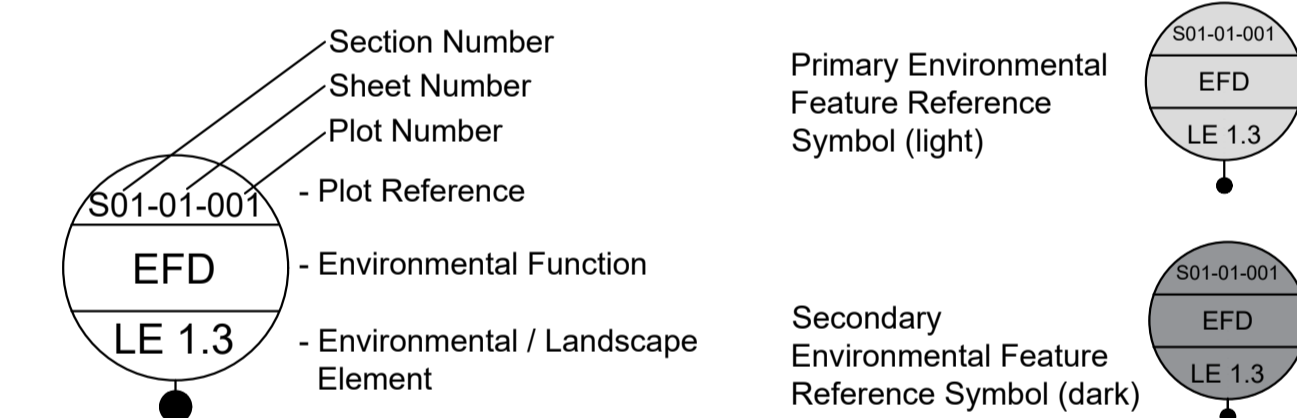 Section Number
Sheet Number
Plot Number
S01-01-001
- Plot Reference
EFD
- Environmental Function
LE 1.3
- Environmental / Landscape
Element
Primary Environmental
Feature Reference
Symbol (light)
S01-01-001
EFD
LE 1.3
Secondary
Environmental Feature
Reference Symbol (dark)
S01-01-001
EFD
LE 1.3